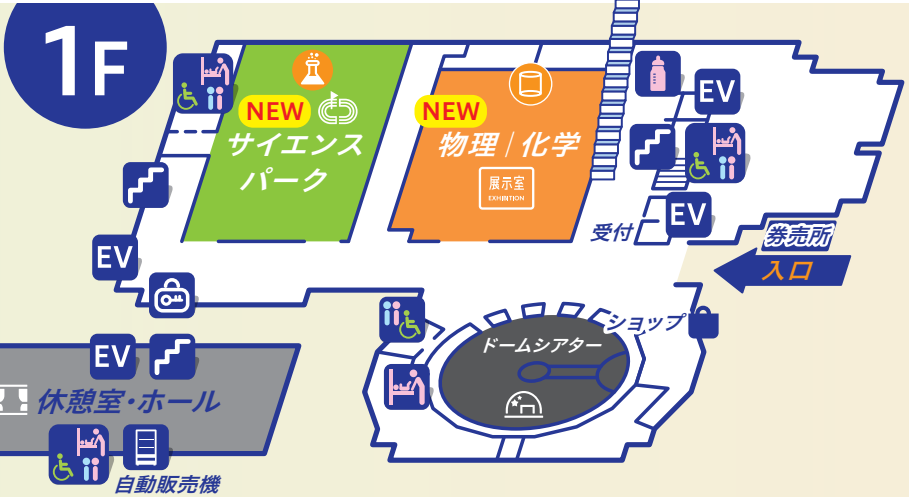 1F
NEW
サイエンス
パーク
NEW
物理/化学
展示室
EXHIBITION
EV
EV
受付
券売所
入口
EV
ショップ
ドームシアター
EV
休憩室・ホール
自動販売機